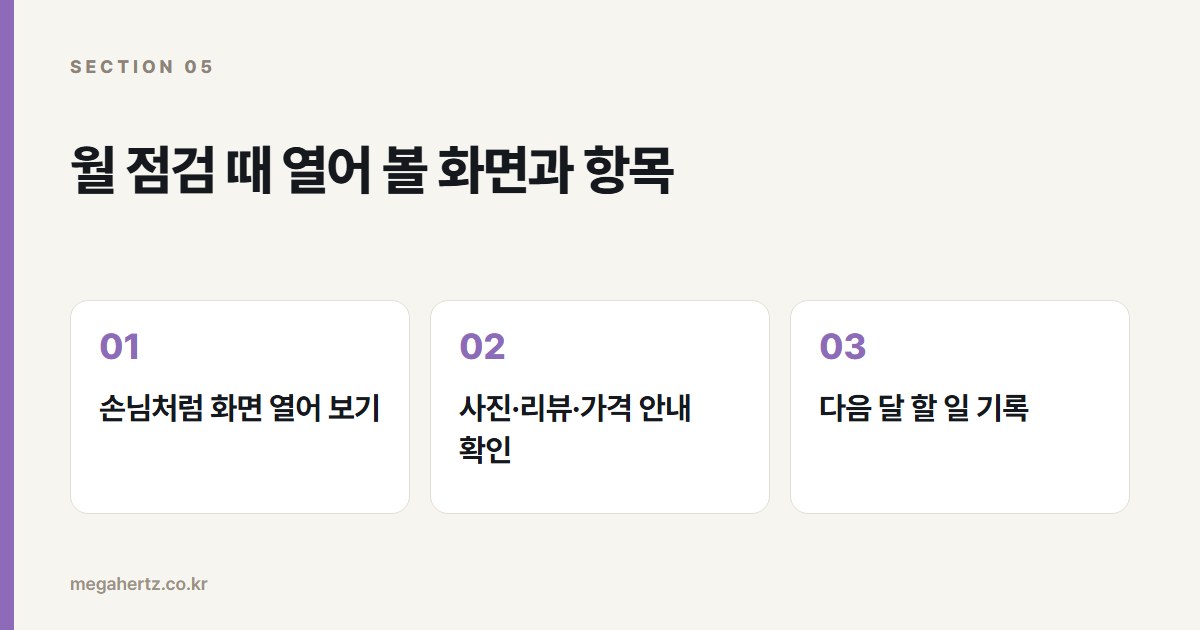 SECTION 05
월 점검 때 열어 볼 화면과 항목
01
손님처럼 화면 열어 보기
02
사진·리뷰·가격 안내
확인
03
다음 달 할 일 기록
megahertz.co.kr